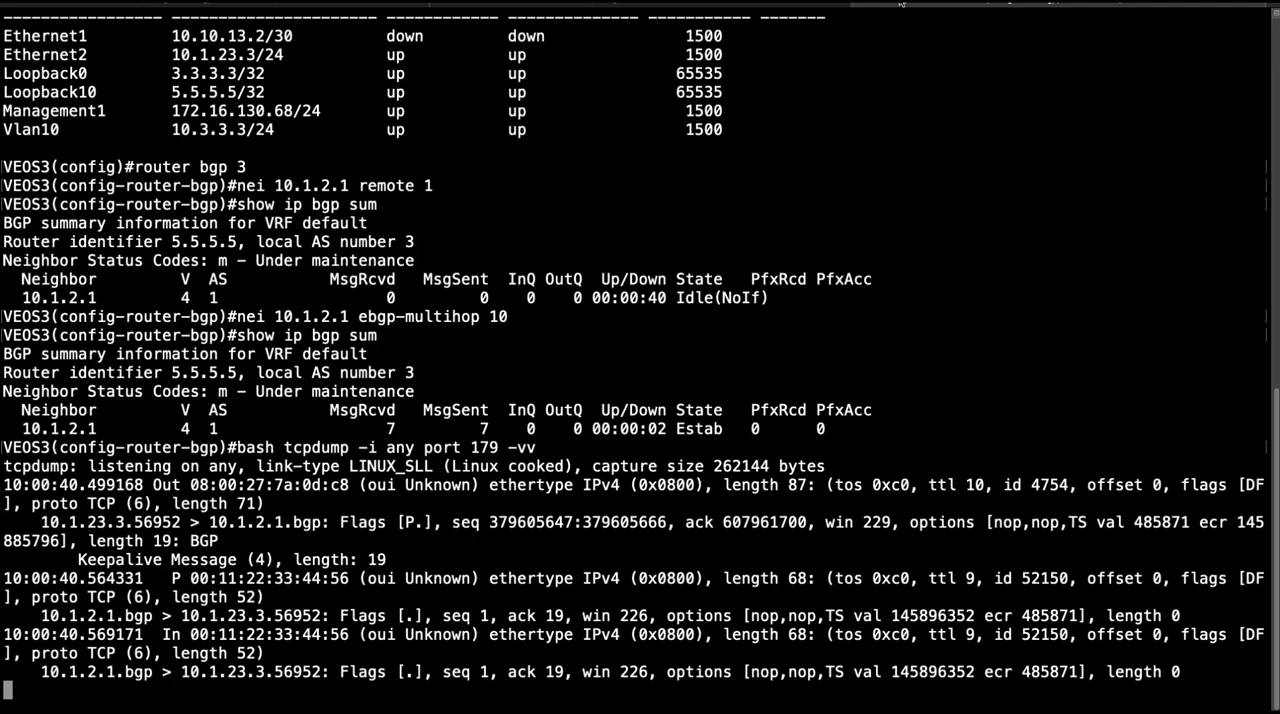 ----------------- ---------------------- ------------ -------------- ----------- -------
Ethernet1         10.10.13.2/30       down         down               1500
Ethernet2         10.1.23.3/24        up           up                 1500
Loopback0         3.3.3.3/32          up           up                65535
Loopback10        5.5.5.5/32          up           up                65535
Management1       172.16.130.68/24    up           up                 1500
Vlan10            10.3.3.3/24         up           up                 1500
VEOS3(config)#router bgp 3
VEOS3(config-router-bgp)#nei 10.1.2.1 remote 1
VEOS3(config-router-bgp)#show ip bgp sum
BGP summary information for VRF default
Router identifier 5.5.5.5, local AS number 3
Neighbor Status Codes: m - Under maintenance
  Neighbor         V  AS           MsgRcvd   MsgSent  InQ OutQ  Up/Down State   PfxRcd PfxAcc
  10.1.2.1         4  1                  0         0    0    0 00:00:40 Idle(NoIf)
VEOS3(config-router-bgp)#nei 10.1.2.1 ebgp-multihop 10
VEOS3(config-router-bgp)#show ip bgp sum
BGP summary information for VRF default
Router identifier 5.5.5.5, local AS number 3
Neighbor Status Codes: m - Under maintenance
  Neighbor         V  AS           MsgRcvd   MsgSent  InQ OutQ  Up/Down State   PfxRcd PfxAcc
  10.1.2.1         4  1                  7         7    0    0 00:00:02 Estab   0      0
VEOS3(config-router-bgp)#bash tcpdump -i any port 179 -vv
tcpdump: listening on any, link-type LINUX_SLL (Linux cooked), capture size 262144 bytes
10:00:40.499168 Out 08:00:27:7a:0d:c8 (oui Unknown) ethertype IPv4 (0x0800), length 87: (tos 0xc0, ttl 10, id 4754, offset 0, flags [DF
], proto TCP (6), length 71)
    10.1.23.3.56952 > 10.1.2.1.bgp: Flags [P.], seq 379605647:379605666, ack 607961700, win 229, options [nop,nop,TS val 485871 ecr 145
885796], length 19: BGP
        Keepalive Message (4), length: 19
10:00:40.564331   P 00:11:22:33:44:56 (oui Unknown) ethertype IPv4 (0x0800), length 68: (tos 0xc0, ttl 9, id 52150, offset 0, flags [DF
], proto TCP (6), length 52)
    10.1.2.1.bgp > 10.1.23.3.56952: Flags [.], seq 1, ack 19, win 226, options [nop,nop,TS val 145896352 ecr 485871], length 0
10:00:40.569171  In 00:11:22:33:44:56 (oui Unknown) ethertype IPv4 (0x0800), length 68: (tos 0xc0, ttl 9, id 52150, offset 0, flags [DF
], proto TCP (6), length 52)
    10.1.2.1.bgp > 10.1.23.3.56952: Flags [.], seq 1, ack 19, win 226, options [nop,nop,TS val 145896352 ecr 485871], length 0